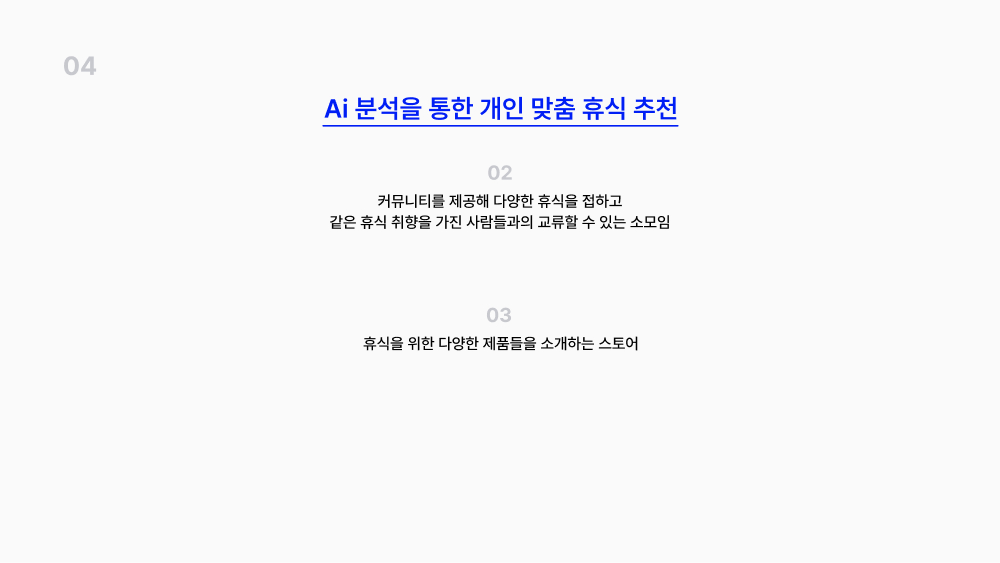 04
Ai 분석을 통한 개인 맞춤 휴식 추천
02
커뮤니티를 제공해 다양한 휴식을 접하고
같은 휴식 취향을 가진 사람들과의 교류할 수 있는 소모임
03
휴식을 위한 다양한 제품들을 소개하는 스토어